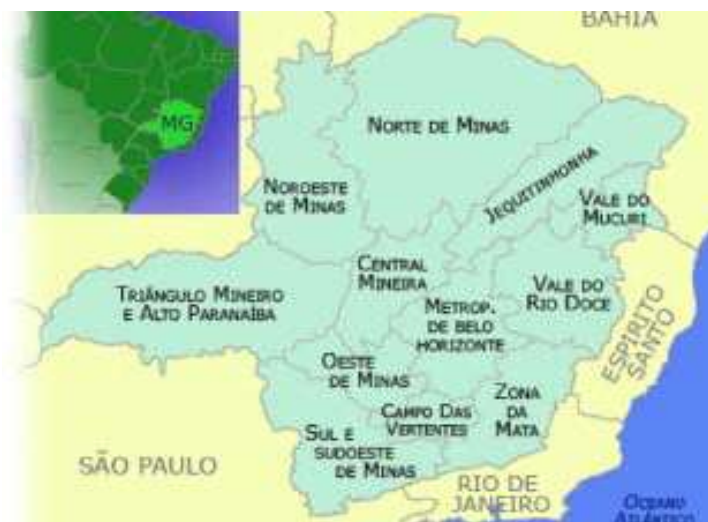 BAHIA
MG
NORTE DE MINAS
JEQUITINHONHA
NOROESTE
DE MINAS
VALE DO
MUCURI
CENTRAL
MINEIRA
TRIÂNGULO MINEIRO
E ALTO PARANAÍBA
VALE DO
RIO DOCE
METROP.
DE BELO
HORIZONTE
ESPÍRITO
SANTO
OESTE
DE MINAS
ZONA
DA
MATA
CAMPO DAS
VERTENTES
SUL E
SUDOESTE
DE MINAS
SÃO PAULO
RIO DE
JANEIRO
OCEANO
ATLÂNTICO